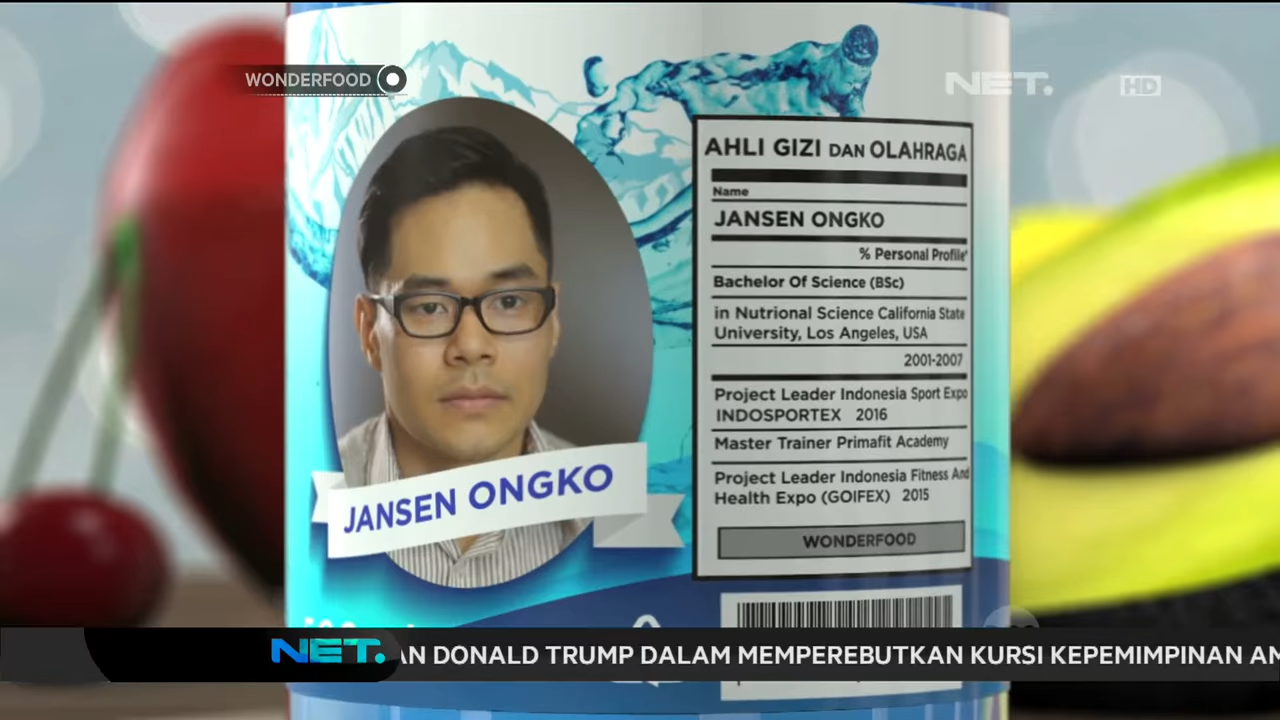 WONDERFOOD
NET.
HD
AHLI GIZI DAN OLAHRAGA
Name
JANSEN ONGKO
% Personal Profile*
Bachelor Of Science (BSc)
in Nutrional Science California State
University, Los Angeles, USA
2001-2007
Project Leader Indonesia Sport Expo
INDOSPORTEX 2016
Master Trainer Primafit Academy
Project Leader Indonesia Fitness And
Health Expo (GOIFEX) 2015
WONDERFOOD
JANSEN ONGKO
NET.
AN DONALD TRUMP DALAM MEMPEREBUTKAN KURSI KEPEMIMPINAN AM